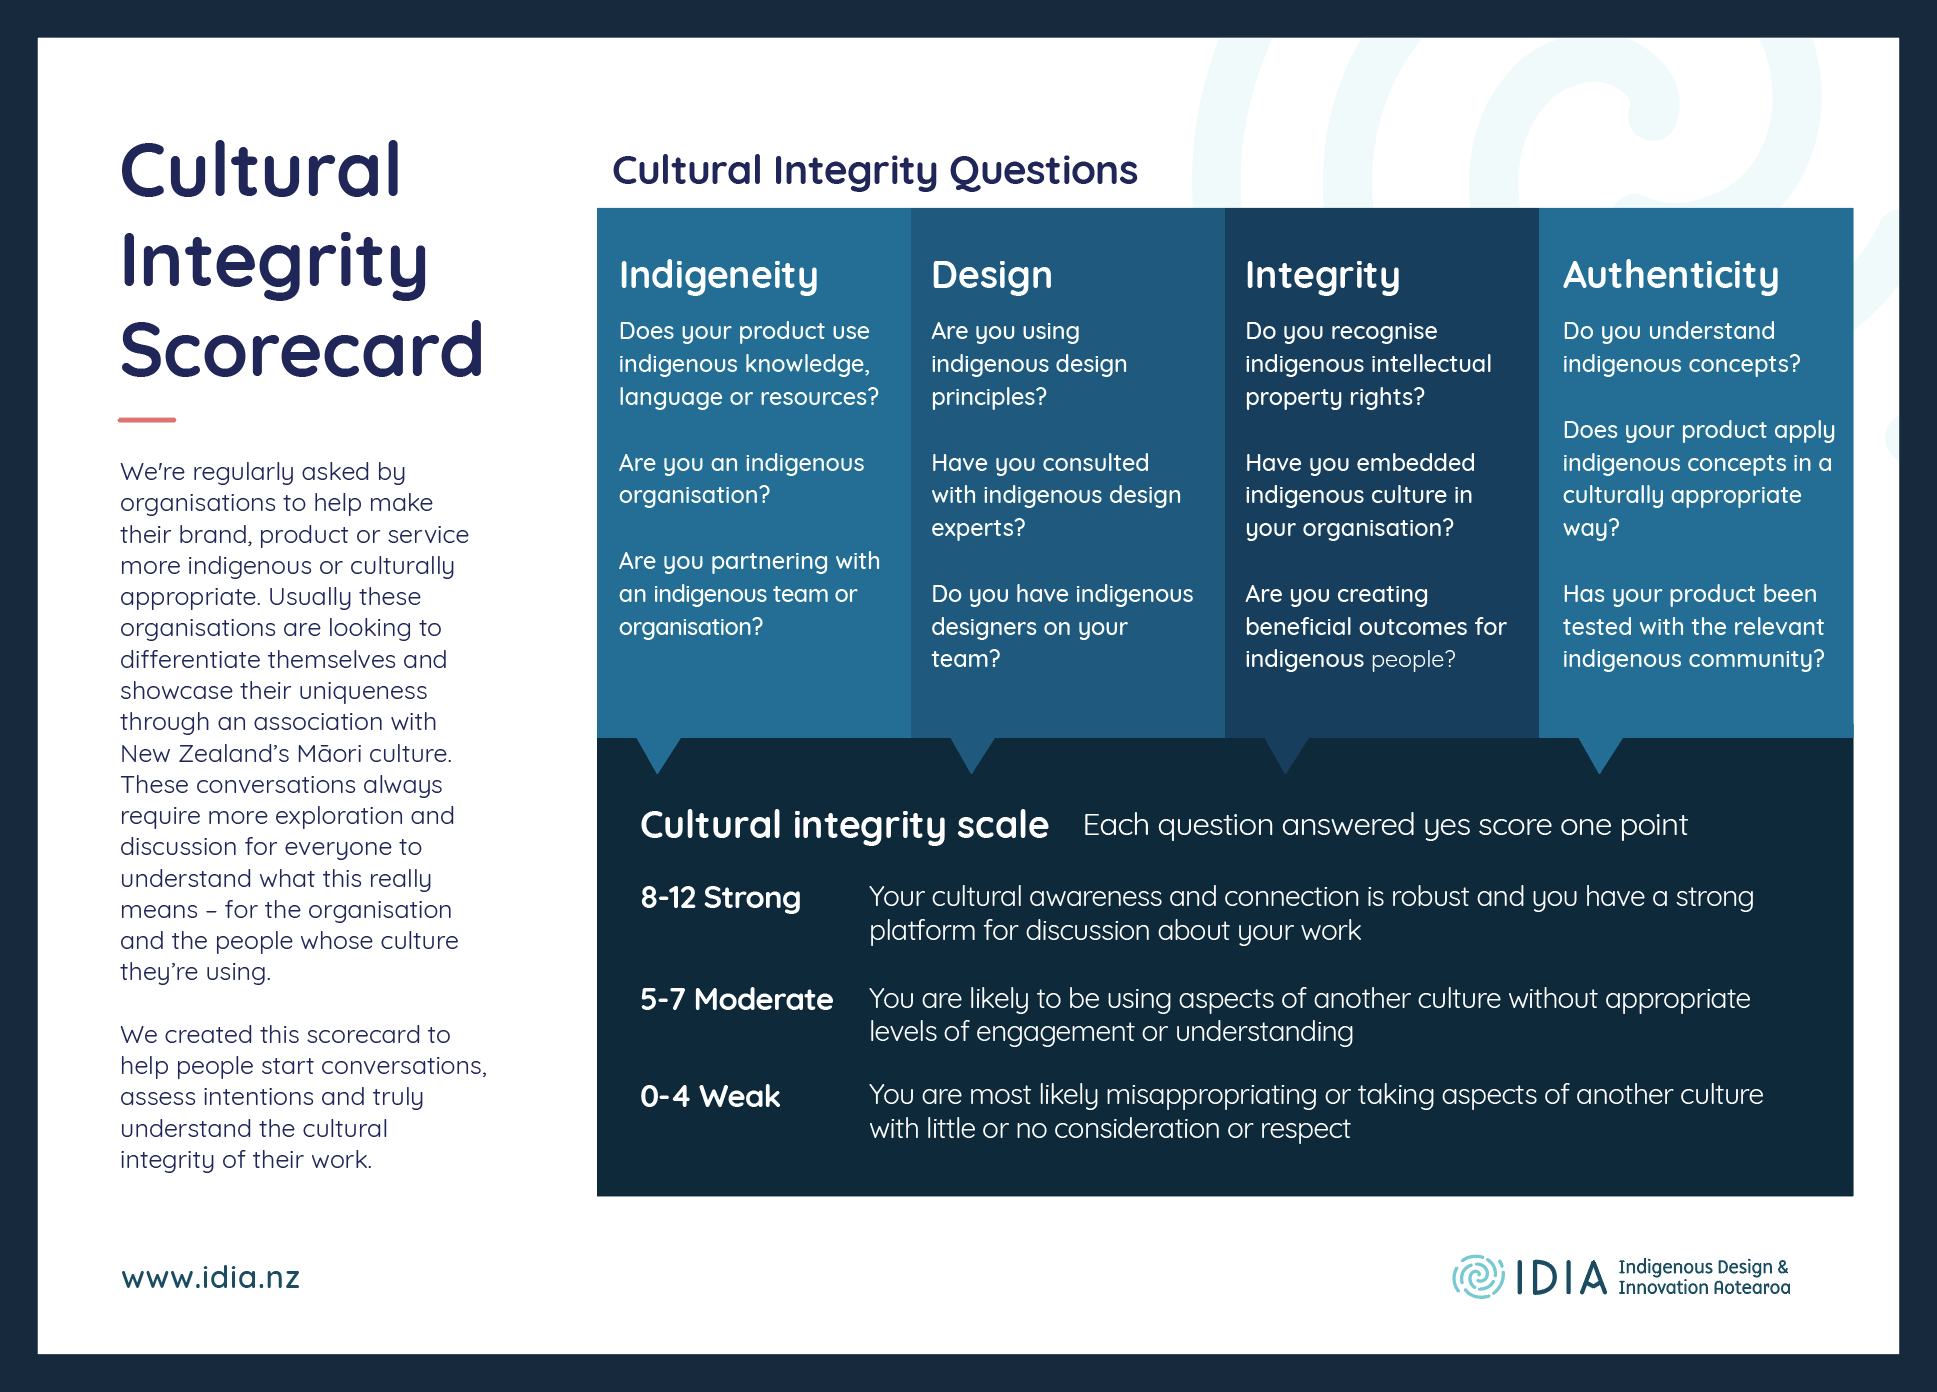 Cultural
Integrity
Scorecard
We're regularly asked by
organisations to help make
their brand, product or service
more indigenous or culturally
appropriate. Usually these
organisations are looking to
differentiate themselves and
showcase their uniqueness
through an association with
New Zealand’s Māori culture.
These conversations always
require more exploration and
discussion for everyone to
understand what this really
means – for the organisation
and the people whose culture
they’re using.
We created this scorecard to
help people start conversations,
assess intentions and truly
understand the cultural
integrity of their work.
www.idia.nz
Cultural Integrity Questions
Indigeneity
Does your product use
indigenous knowledge,
language or resources?
Are you an indigenous
organisation?
Are you partnering with
an indigenous team or
organisation?
Design
Are you using
indigenous design
principles?
Have you consulted
with indigenous design
experts?
Do you have indigenous
designers on your
team?
Integrity
Do you recognise
indigenous intellectual
property rights?
Have you embedded
indigenous culture in
your organisation?
Are you creating
beneficial outcomes for
indigenous people?
Authenticity
Do you understand
indigenous concepts?
Does your product apply
indigenous concepts in a
culturally appropriate
way?
Has your product been
tested with the relevant
indigenous community?
Cultural integrity scale Each question answered yes score one point
8-12 Strong Your cultural awareness and connection is robust and you have a strong
platform for discussion about your work
5-7 Moderate You are likely to be using aspects of another culture without appropriate
levels of engagement or understanding
0-4 Weak You are most likely misappropriating or taking aspects of another culture
with little or no consideration or respect
IDIA
Indigenous Design &
Innovation Aotearoa